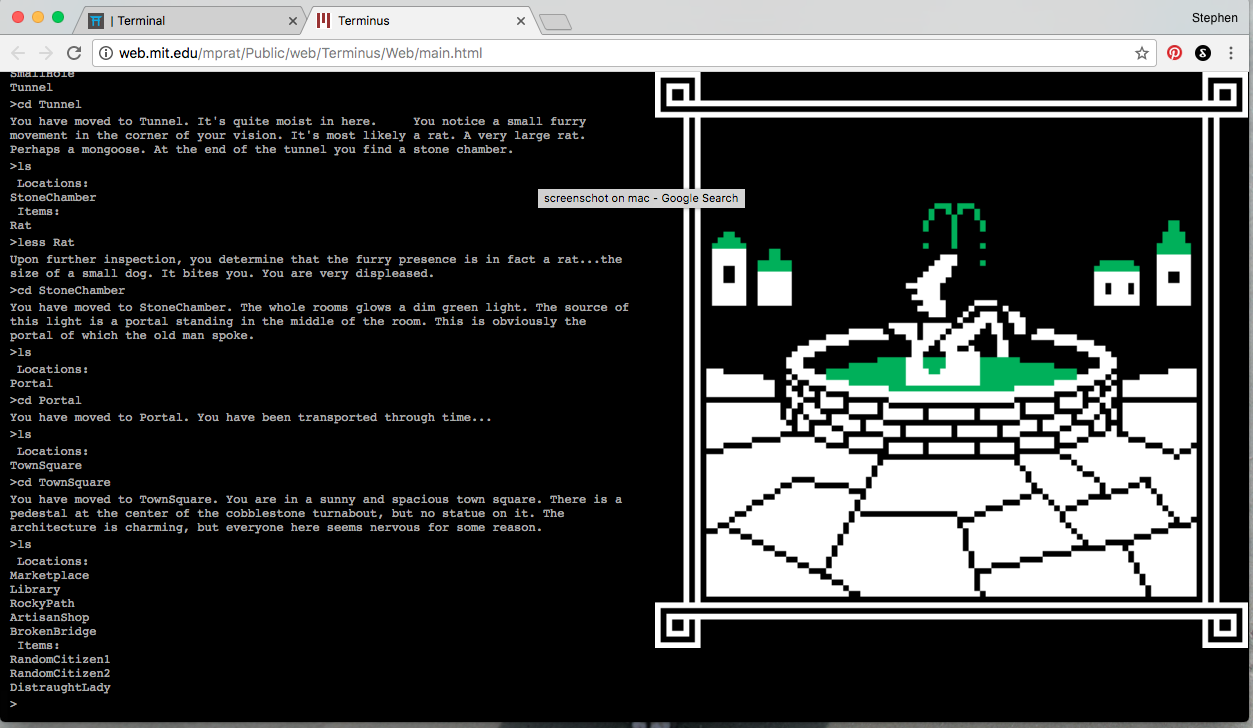 | Terminal
Terminus
Stephen
web.mit.edu/mprat/Public/web/Terminus/Web/main.html
SmallHole
Tunnel
>cd Tunnel
You have moved to Tunnel. It's quite moist in here. You notice a small furry
movement in the corner of your vision. It's most likely a rat. A very large rat.
Perhaps a mongoose. At the end of the tunnel you find a stone chamber.
>ls
Locations:
StoneChamber
Items:
Rat
>less Rat
Upon further inspection, you determine that the furry presence is in fact a rat...the
size of a small dog. It bites you. You are very displeased.
>cd StoneChamber
You have moved to StoneChamber. The whole rooms glows a dim green light. The source of
this light is a portal standing in the middle of the room. This is obviously the
portal of which the old man spoke.
>ls
Locations:
Portal
>cd Portal
You have moved to Portal. You have been transported through time...
>ls
Locations:
TownSquare
>cd TownSquare
You have moved to TownSquare. You are in a sunny and spacious town square. There is a
pedestal at the center of the cobblestone turnabout, but no statue on it. The
architecture is charming, but everyone here seems nervous for some reason.
>ls
Locations:
Marketplace
Library
RockyPath
ArtisanShop
BrokenBridge
Items:
RandomCitizen1
RandomCitizen2
DistraughtLady
>
screenschot on mac - Google Search